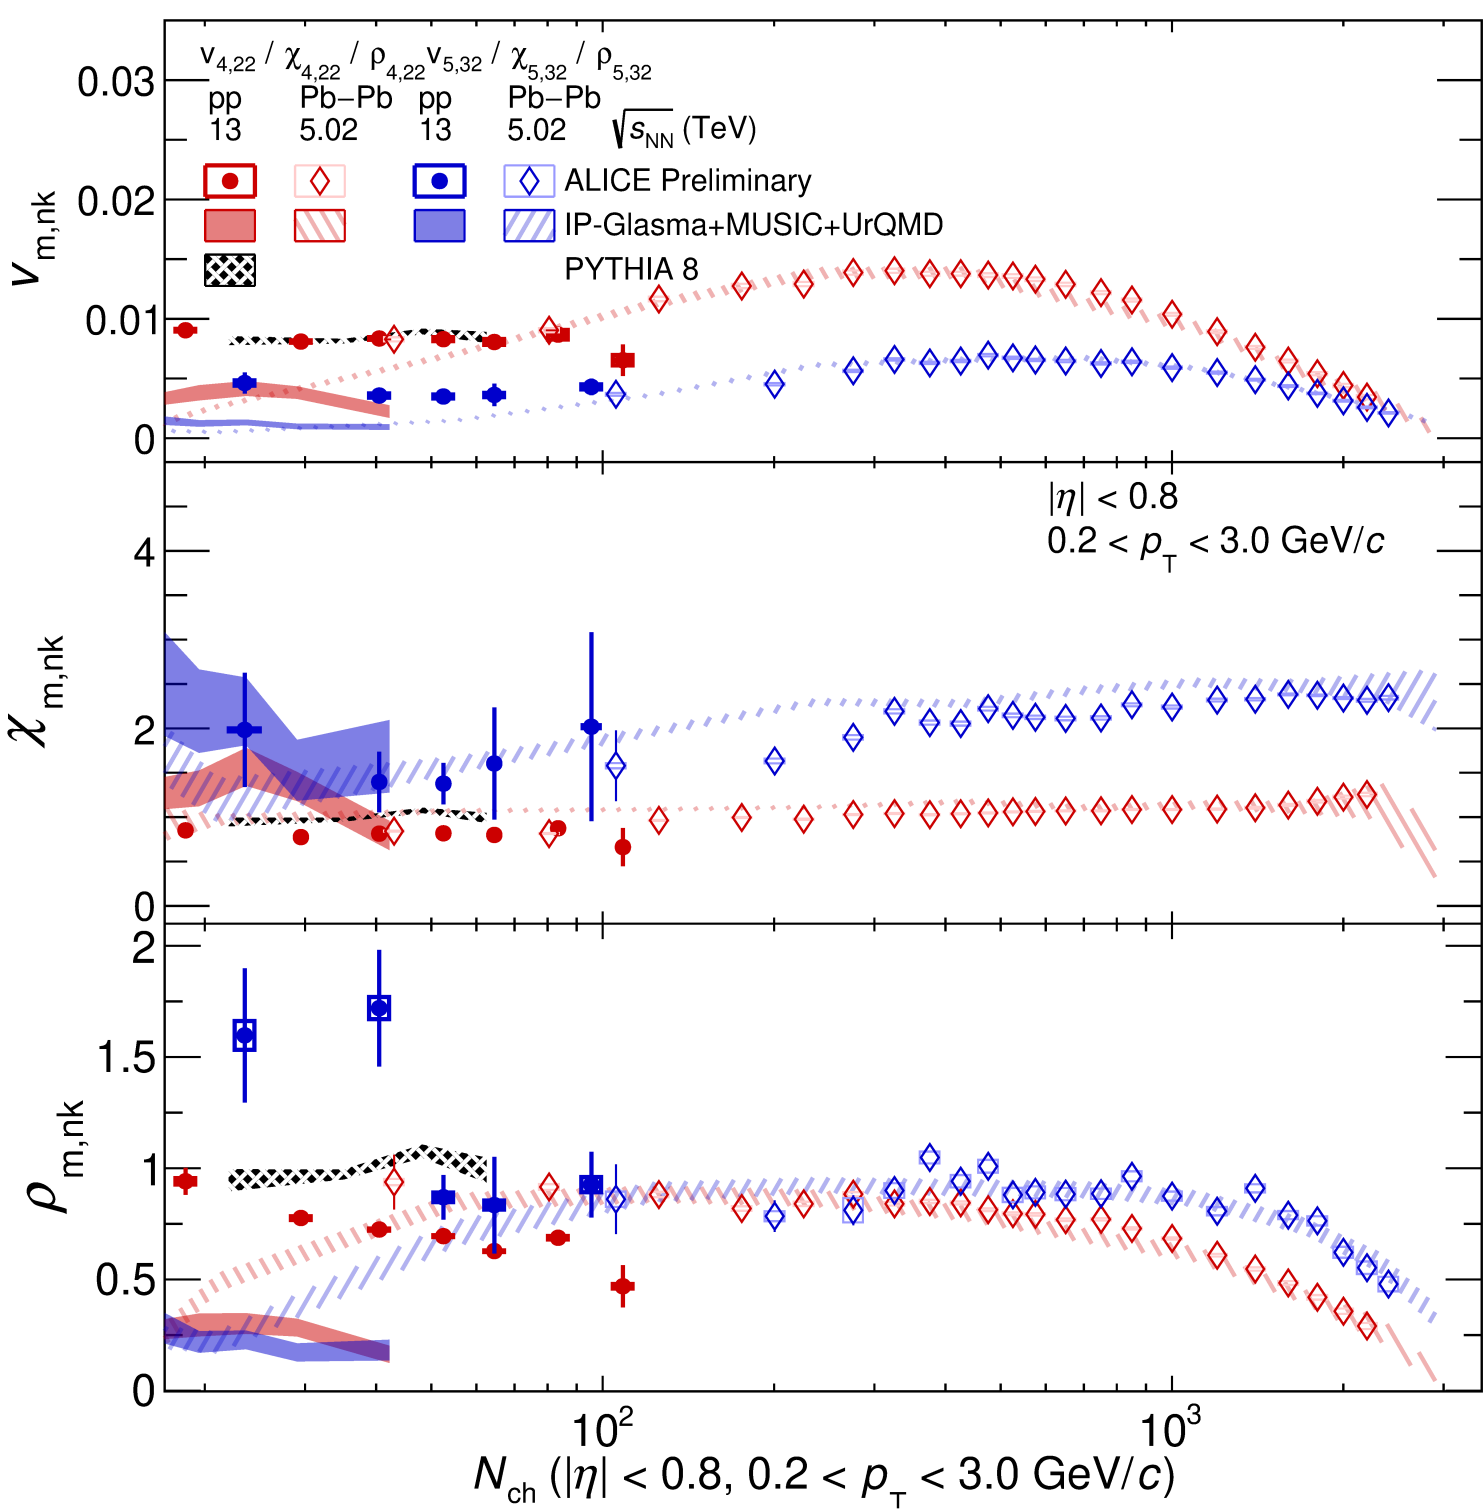 v4,22 / χ4,22 / ρ4,22 v5,32 / χ5,32 / ρ5,32
pp Pb−Pb pp Pb−Pb
13 5.02 13 5.02 √sNN (TeV)
ALICE Preliminary
IP-Glasma+MUSIC+UrQMD
PYTHIA 8
0.03
0.02
0.01
0
vm,nk
|η| < 0.8
0.2 < pT < 3.0 GeV/c
4
2
0
χm,nk
2
1.5
1
0.5
0
ρm,nk
10² 10³
Nch (|η| < 0.8, 0.2 < pT < 3.0 GeV/c)